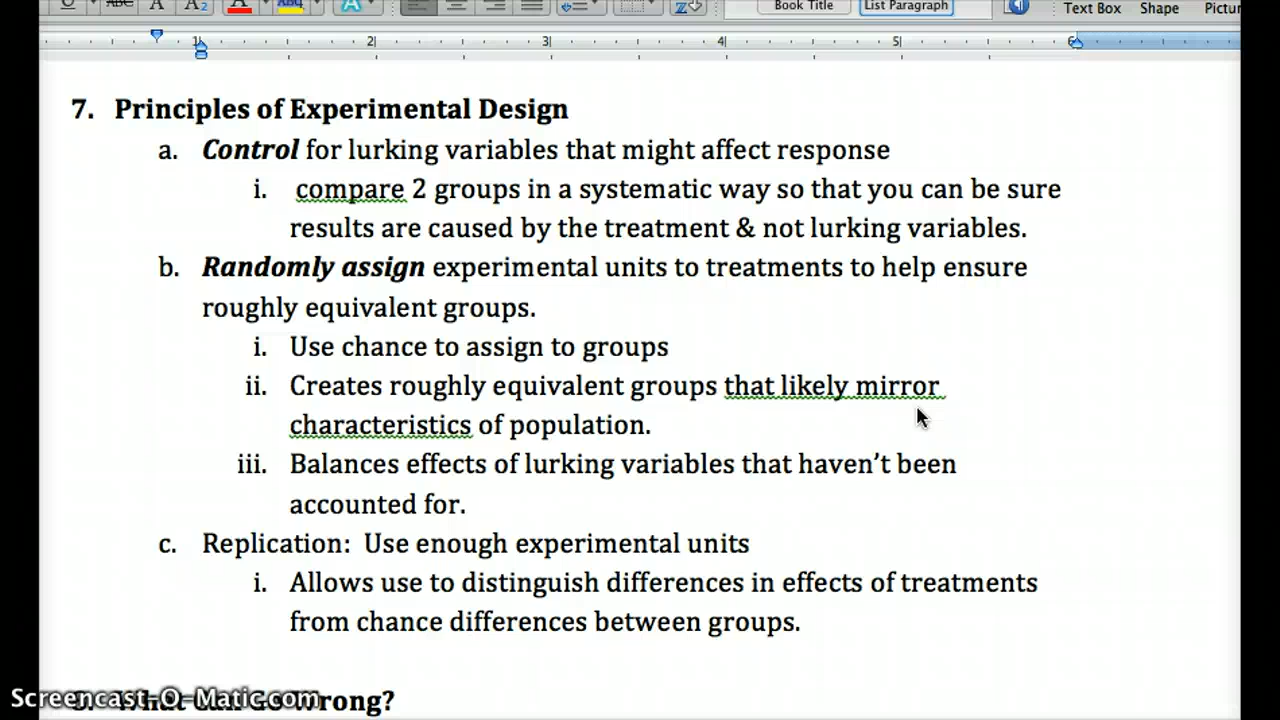 Book Title List Paragraph Text Box Shape
7. Principles of Experimental Design
a. Control for lurking variables that might affect response
i. compare 2 groups in a systematic way so that you can be sure
results are caused by the treatment & not lurking variables.
b. Randomly assign experimental units to treatments to help ensure
roughly equivalent groups.
i. Use chance to assign to groups
ii. Creates roughly equivalent groups that likely mirror
characteristics of population.
iii. Balances effects of lurking variables that haven't been
accounted for.
c. Replication: Use enough experimental units
i. Allows use to distinguish differences in effects of treatments
from chance differences between groups.
What Can Go Wrong?
Screencast-O-Matic.com